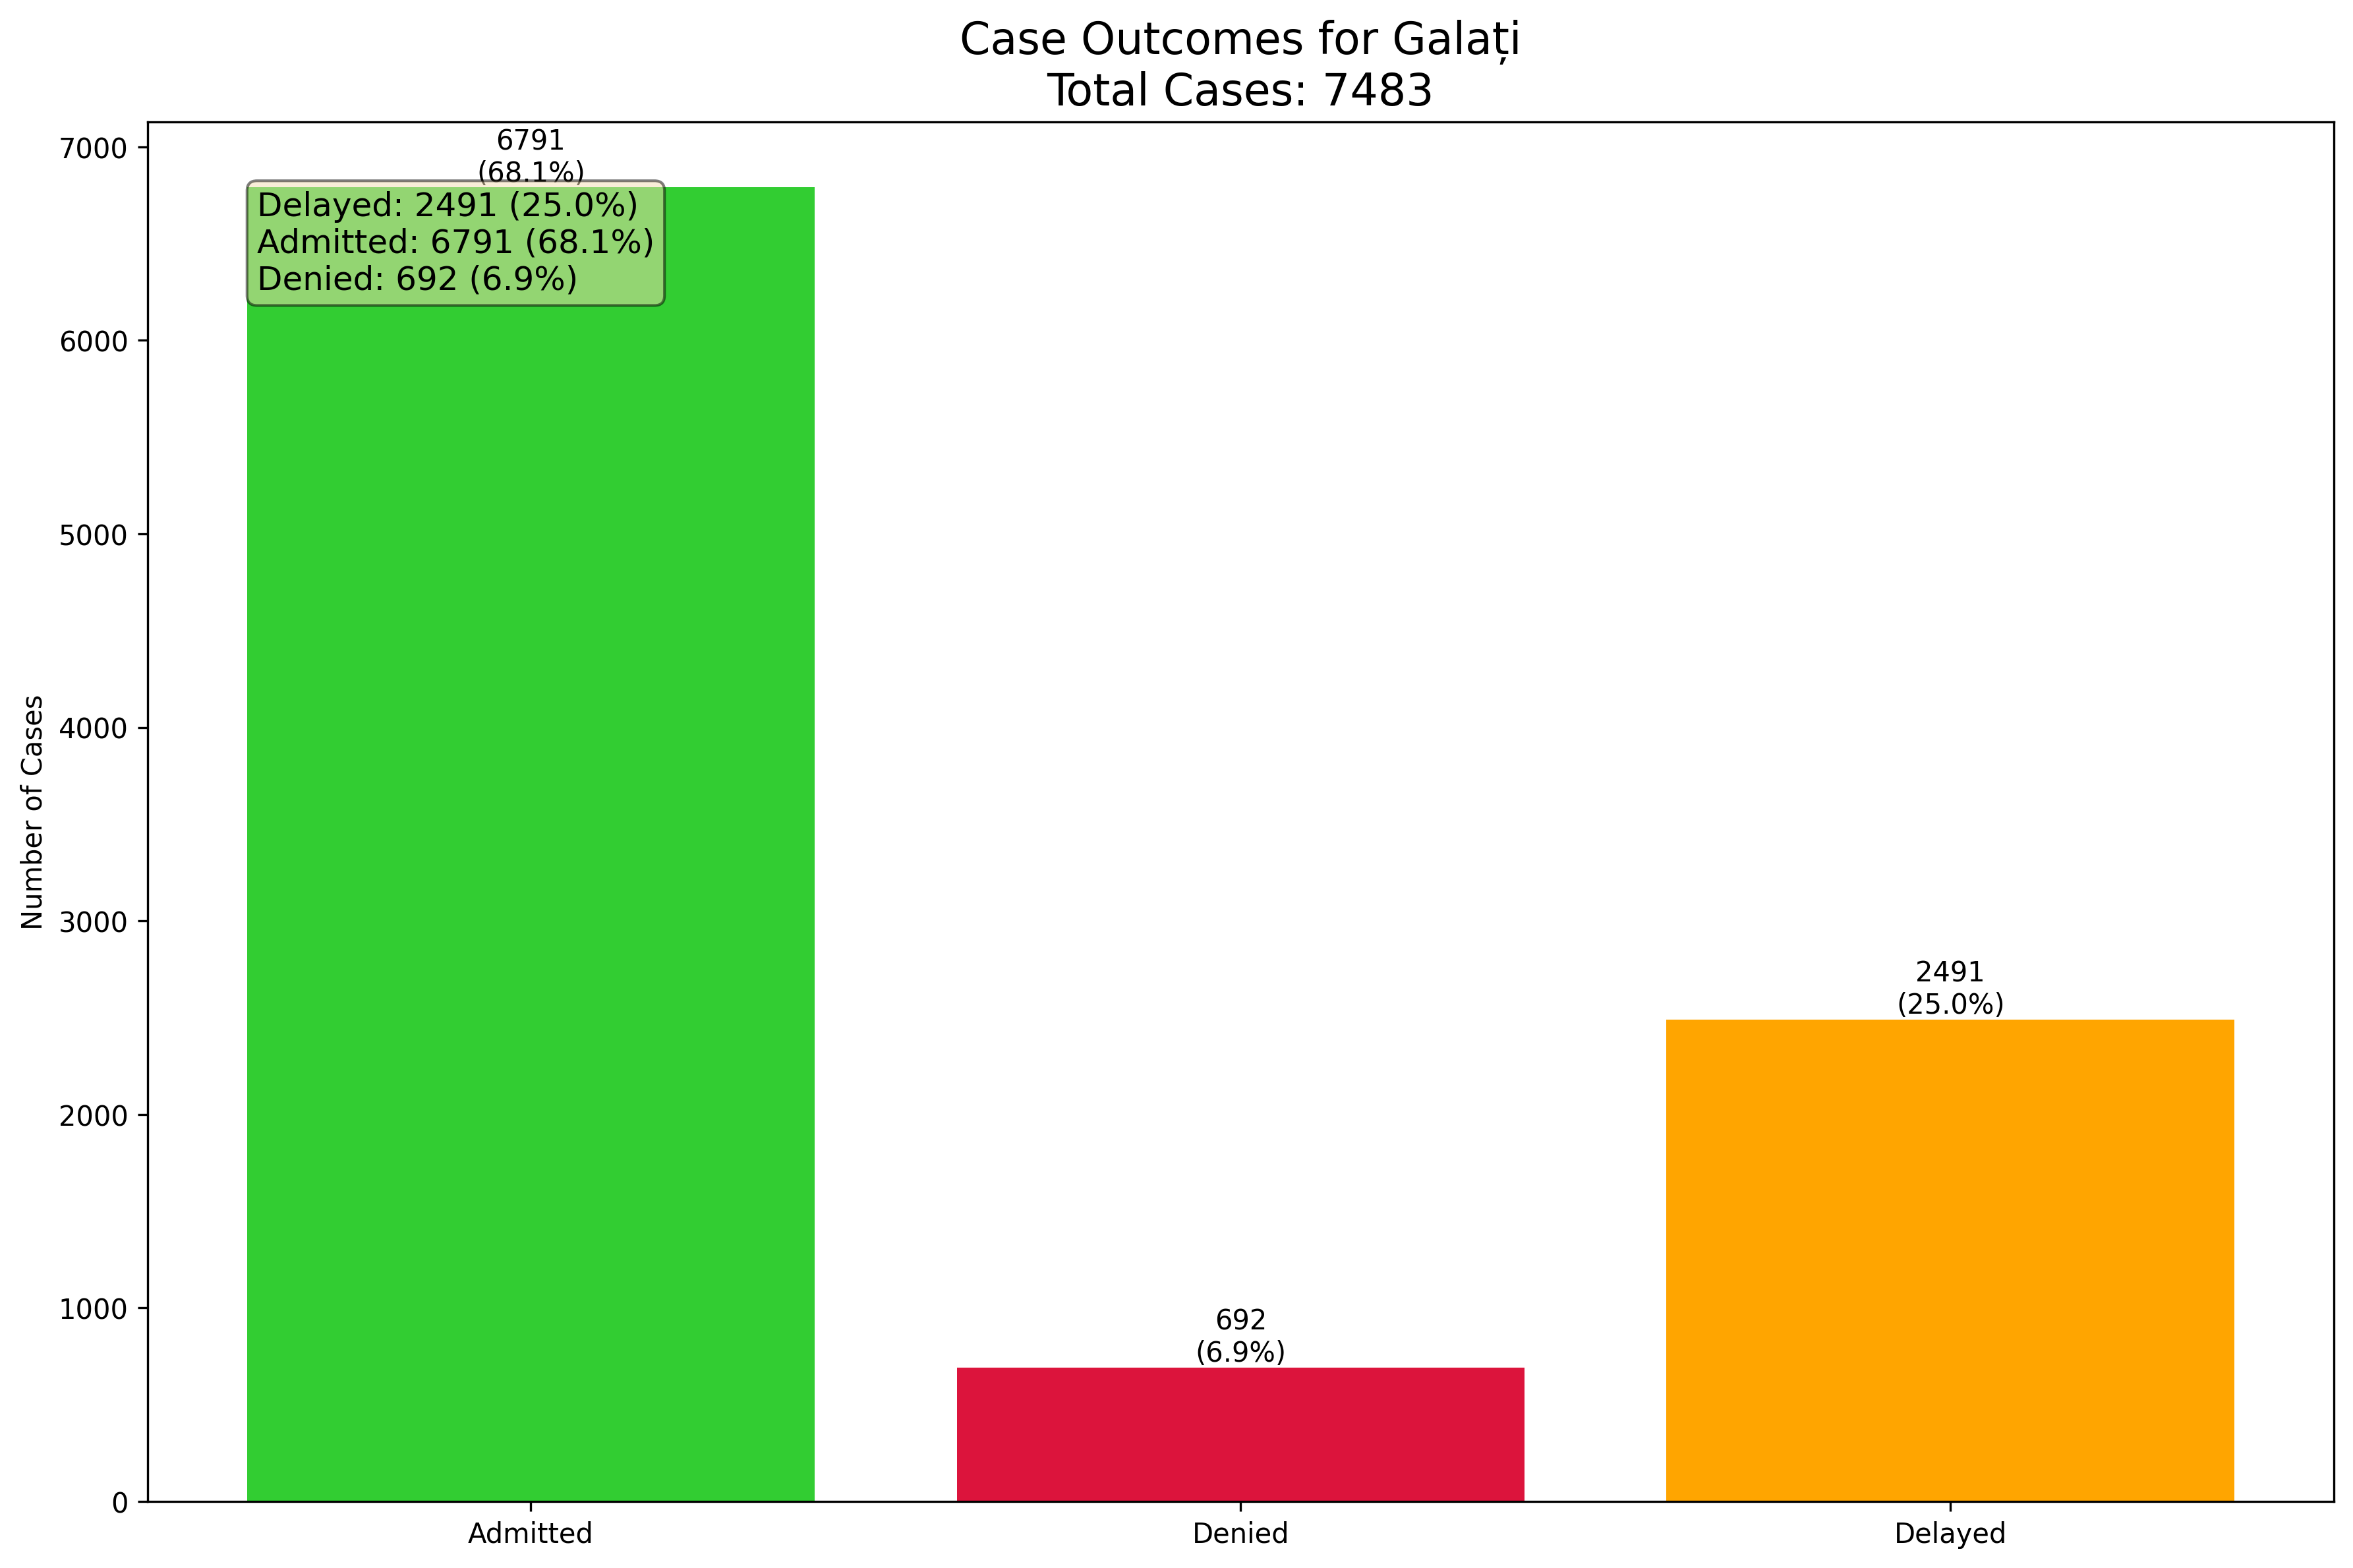 Case Outcomes for Galați
Total Cases: 7483
7000
6000
5000
4000
3000
2000
1000
0
Number of Cases
6791
(68.1%)
Delayed: 2491 (25.0%)
Admitted: 6791 (68.1%)
Denied: 692 (6.9%)
692
(6.9%)
2491
(25.0%)
Admitted
Denied
Delayed